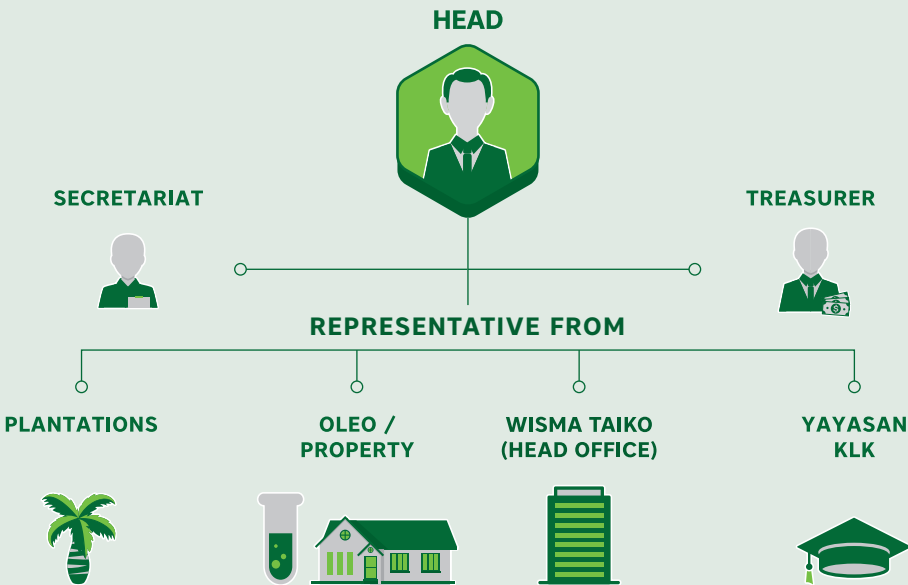 HEAD
SECRETARIAT
TREASURER
REPRESENTATIVE FROM
PLANTATIONS
OLEO /
PROPERTY
WISMA TAIKO
(HEAD OFFICE)
YAYASAN
KLK
$